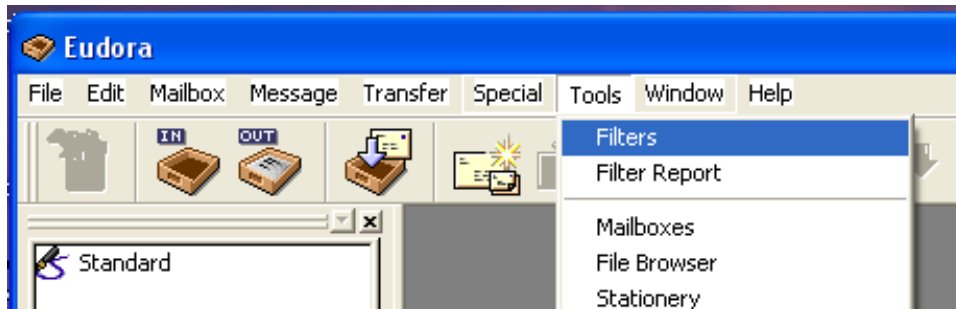 Eudora
File Edit Mailbox Message Transfer Special Tools Window Help
IN OUT
Filters
Filter Report
Mailboxes
File Browser
Stationery
Standard